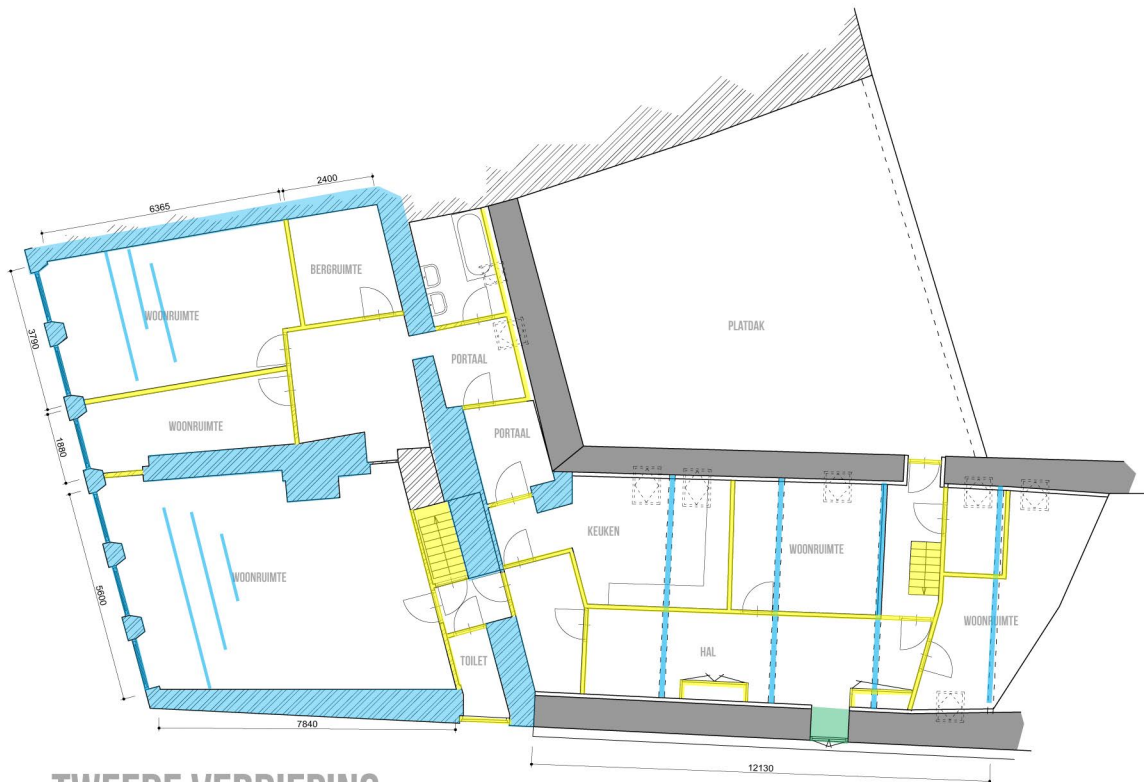 2400
6365
BERGRUIMTE
WOONRUIMTE
3790
PLATDAK
PORTAAL
WOONRUIMTE
PORTAAL
1880
KEUKEN
WOONRUIMTE
WOONRUIMTE
5600
WOONRUIMTE
HAL
TOILET
7840
12130
TWEEDE VERDIEPING